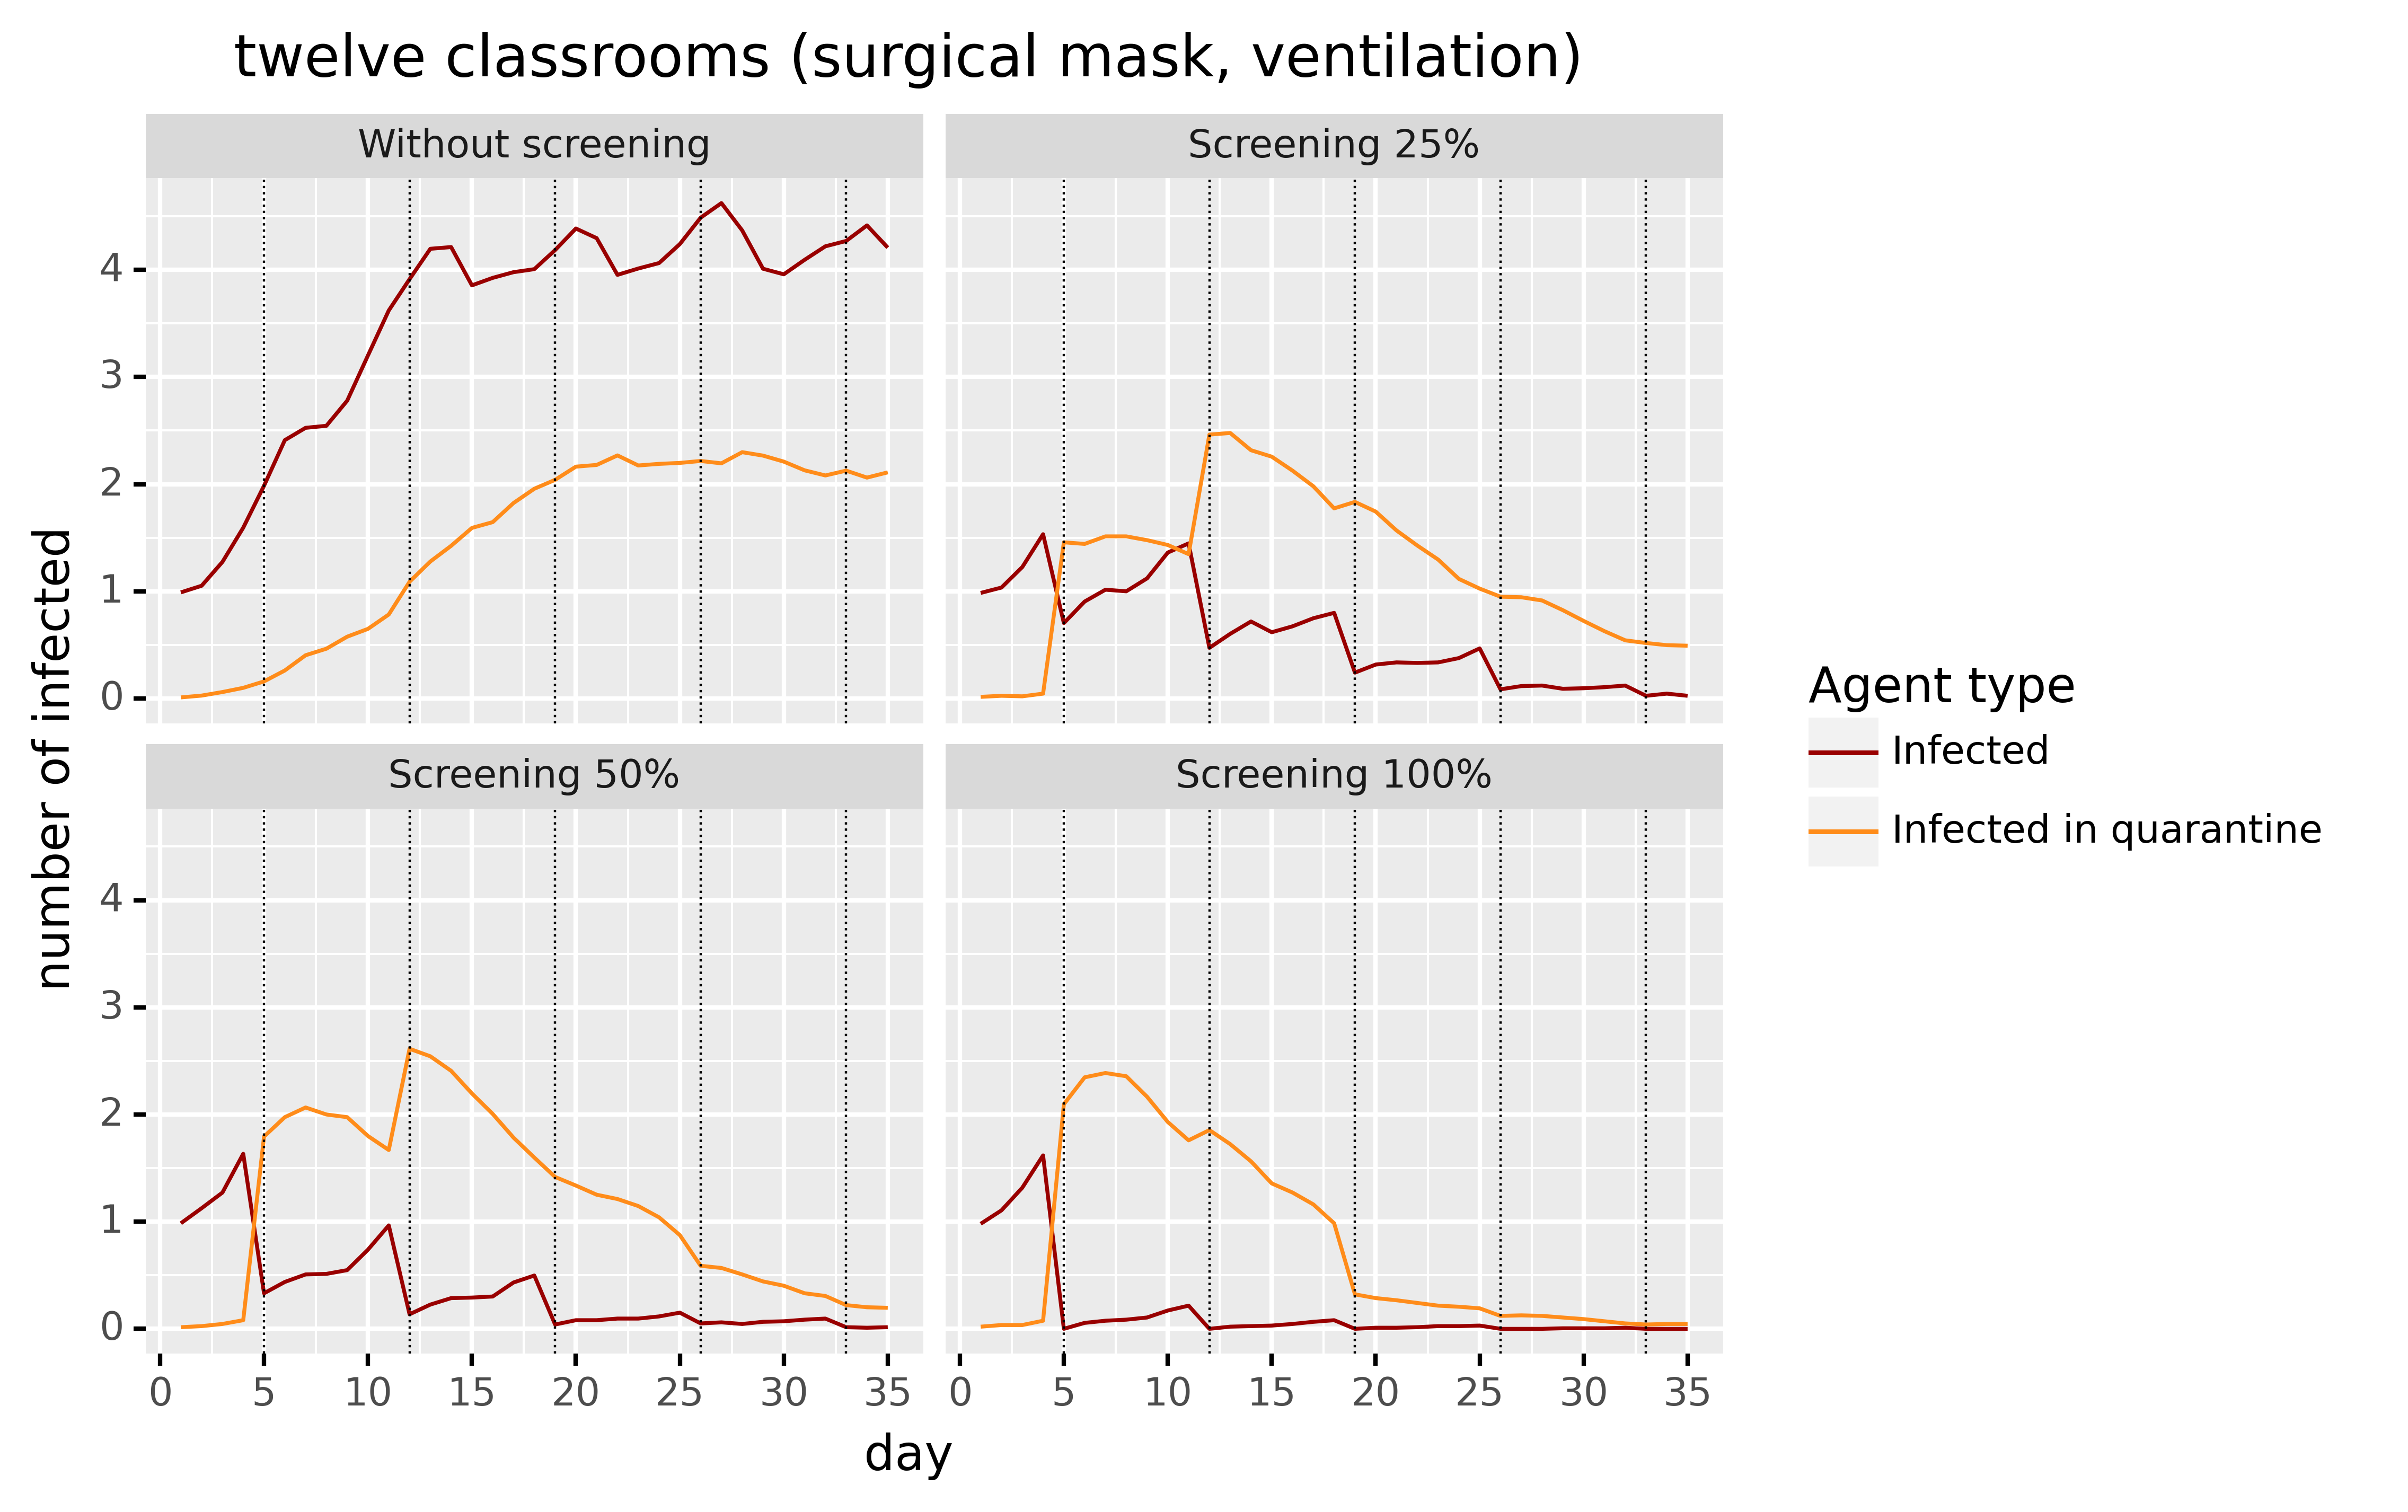 twelve classrooms (surgical mask, ventilation)
Without screening
Screening 25%
4
3
2
1
0
number of infected
Screening 50%
Screening 100%
4
3
2
1
0
0 5 10 15 20 25 30 35
0 5 10 15 20 25 30 35
day
Agent type
Infected
Infected in quarantine